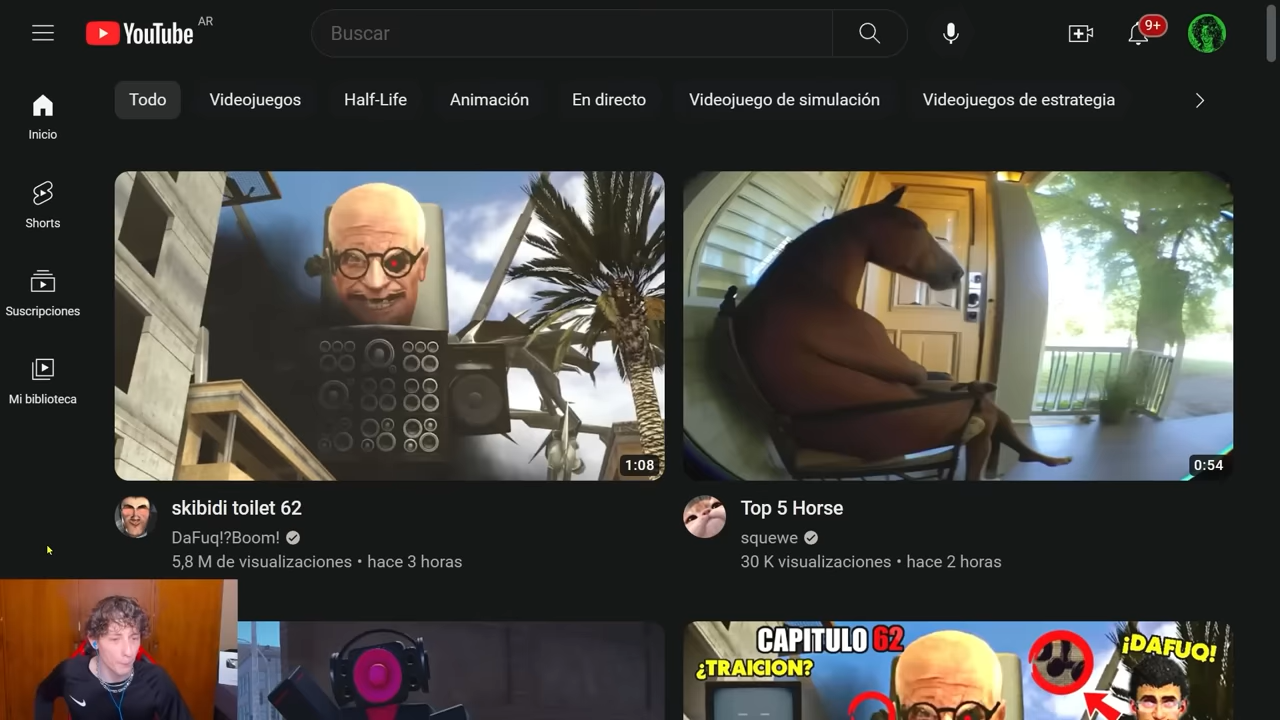 YouTube AR
Buscar
9+
Todo
Videojuegos
Half-Life
Animación
En directo
Videojuego de simulación
Videojuegos de estrategia
Inicio
Shorts
Suscripciones
Mi biblioteca
1:08
0:54
skibidi toilet 62
DaFuq!?Boom!
5,8 M de visualizaciones • hace 3 horas
Top 5 Horse
squewe
30 K visualizaciones • hace 2 horas
CAPITULO 62
¿TRAICION?
¡DAFUQ!